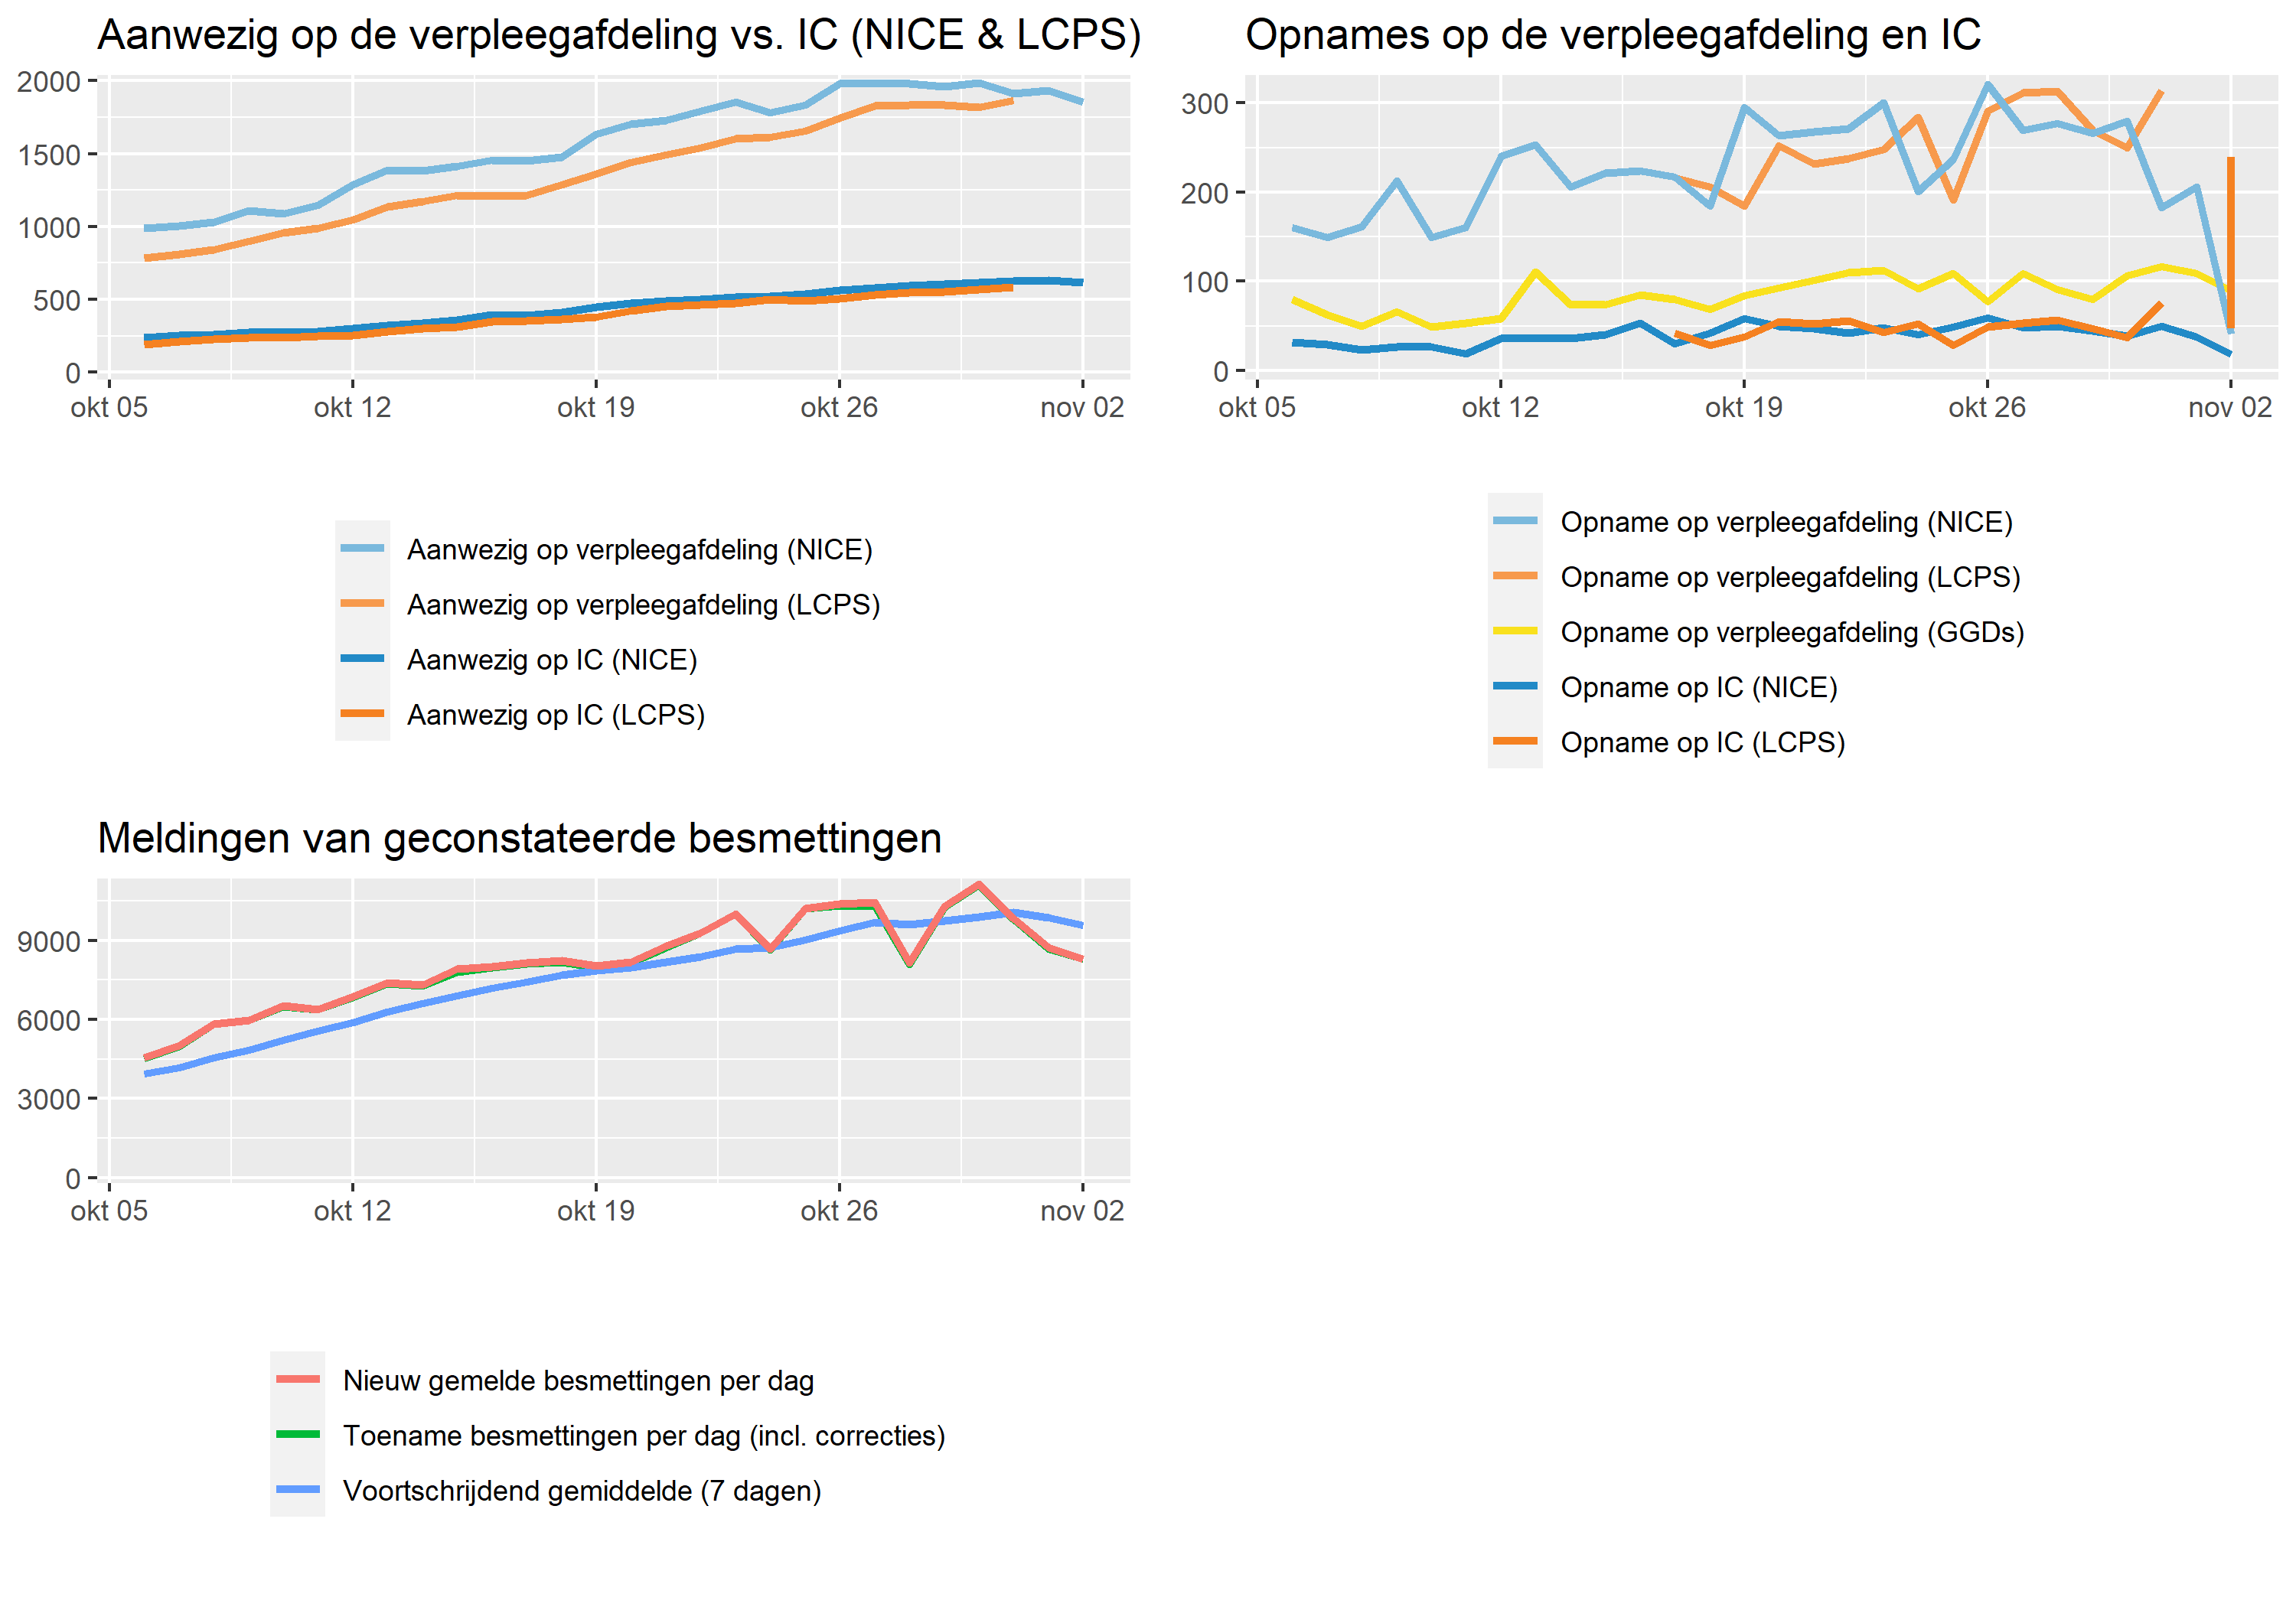 Aanwezig op de verpleegafdeling vs. IC (NICE & LCPS)
2000
1500
1000
500
0
okt 05 okt 12 okt 19 okt 26 nov 02
Aanwezig op verpleegafdeling (NICE)
Aanwezig op verpleegafdeling (LCPS)
Aanwezig op IC (NICE)
Aanwezig op IC (LCPS)
Opnames op de verpleegafdeling en IC
300
200
100
0
okt 05 okt 12 okt 19 okt 26 nov 02
Opname op verpleegafdeling (NICE)
Opname op verpleegafdeling (LCPS)
Opname op verpleegafdeling (GGDs)
Opname op IC (NICE)
Opname op IC (LCPS)
Meldingen van geconstateerde besmettingen
9000
6000
3000
0
okt 05 okt 12 okt 19 okt 26 nov 02
Nieuw gemelde besmettingen per dag
Toename besmettingen per dag (incl. correcties)
Voortschrijdend gemiddelde (7 dagen)